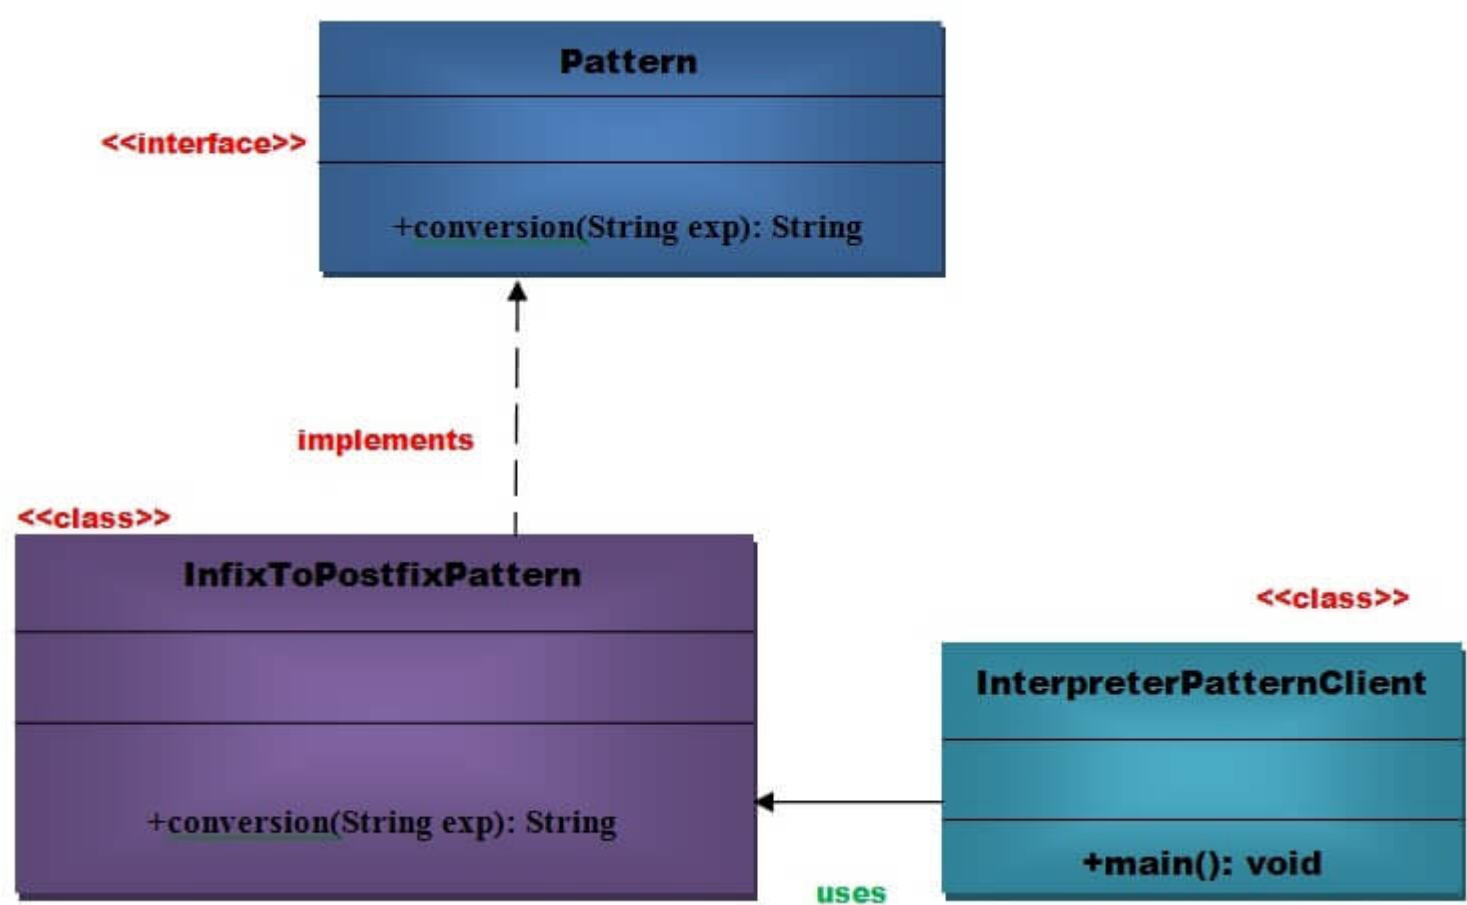 Pattern
<<interface>>
+conversion(String exp): String
implements
<<class>>
InfixToPostfixPattern
<<class>>
InterpreterPatternClient
+conversion(String exp): String
+main(): void
uses